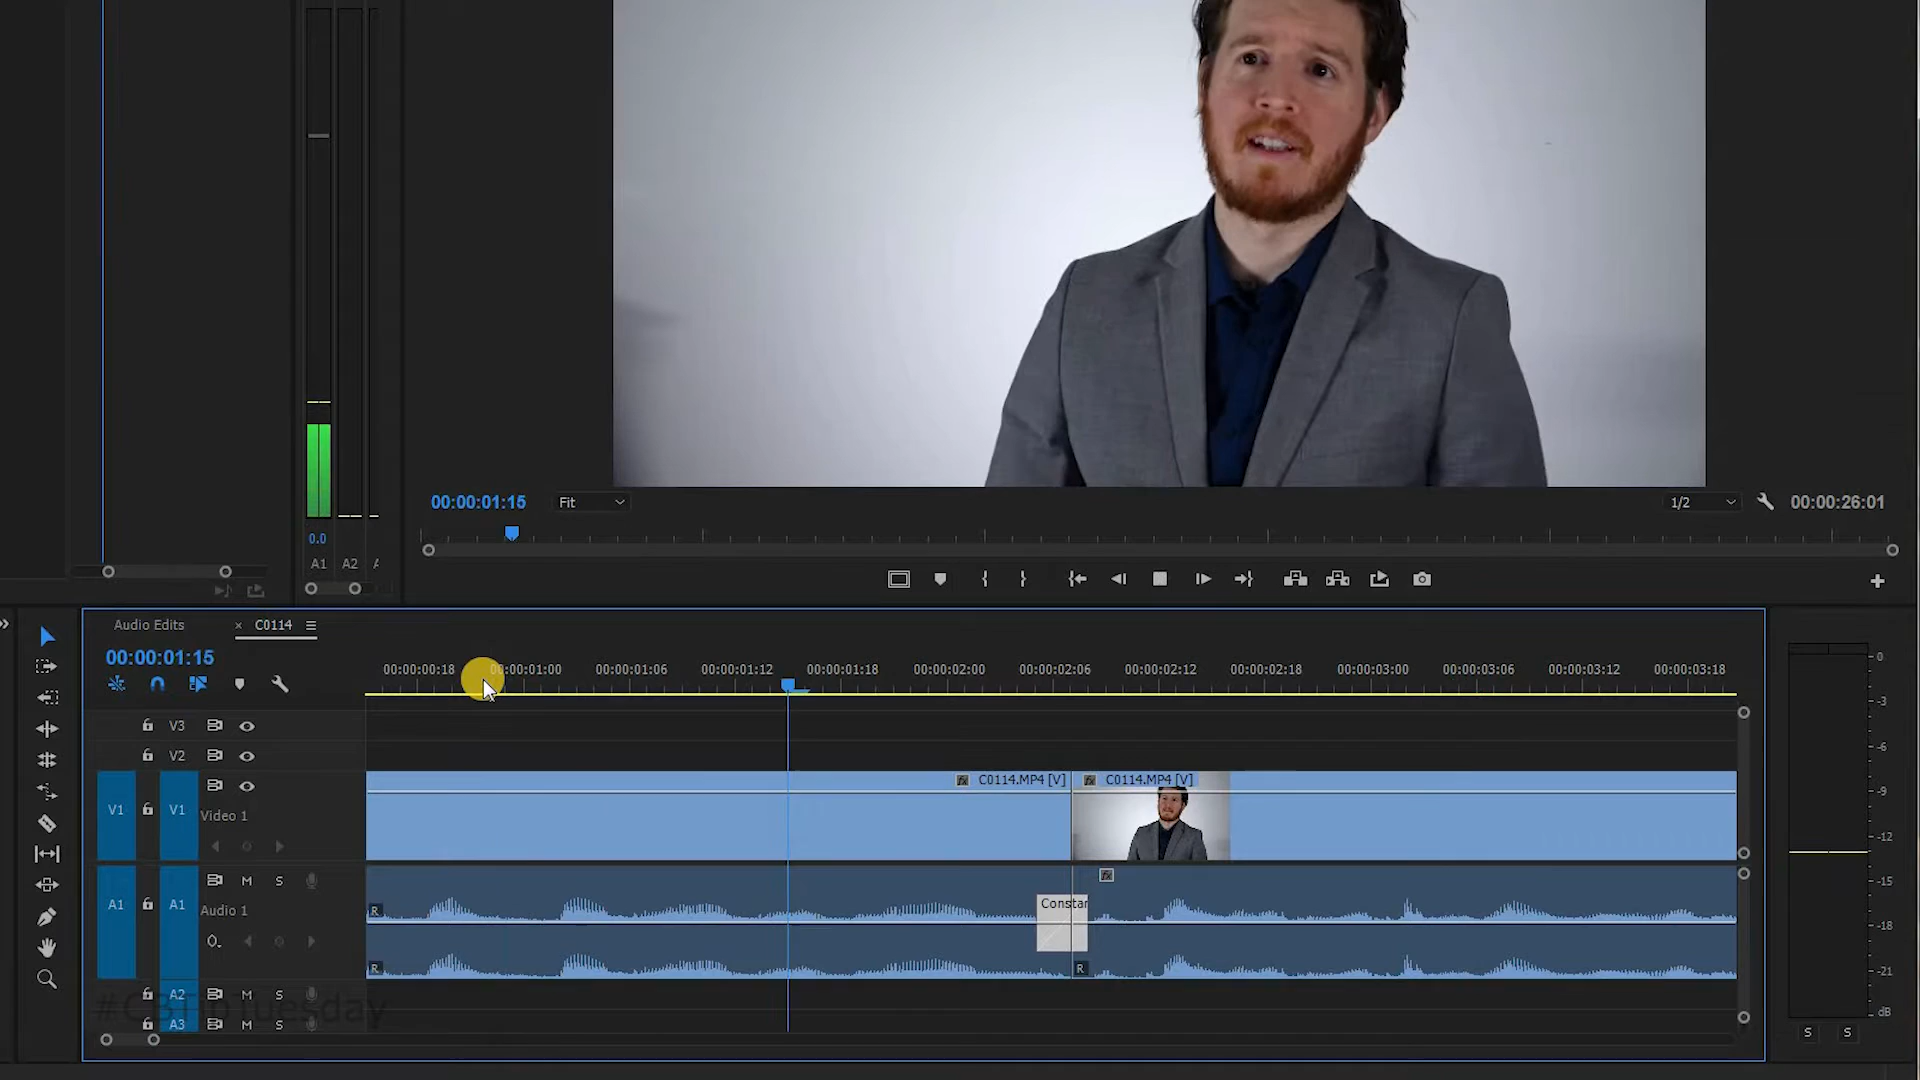 00:00:01:15 Fit 1/2 00:00:26:01
0.0
A1 A2 A
Audio Edits × C0114
00:00:01:15
00:00:00:18 00:00:01:00 00:00:01:06 00:00:01:12 00:00:01:18 00:00:02:00 00:00:02:06 00:00:02:12 00:00:02:18 00:00:03:00 00:00:03:06 00:00:03:12 00:00:03:18
V3
V2
fx C0114.MP4 [V] fx C0114.MP4 [V]
V1 V1 Video 1
M S fx
A1 A1 Audio 1
R Constan
R R
A2 M S
#CBTipTuesday
A3 M S
0
-3
-6
-9
-12
-15
-18
-21
dB
S S